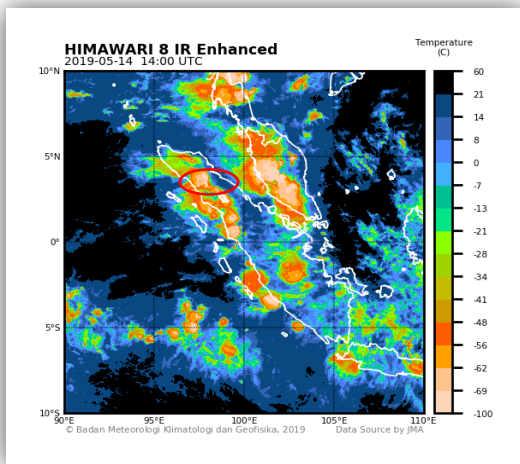 HIMAWARI 8 IR Enhanced
2019-05-14 14:00 UTC
Temperature
(C)
10°N
5°N
0°
5°S
10°S
90°E
95°E
100°E
105°E
110°E
60
21
14
8
0
-7
-13
-21
-28
-34
-41
-48
-56
-62
-69
-100
© Badan Meteorologi Klimatologi dan Geofisika, 2019
Data Source by JMA